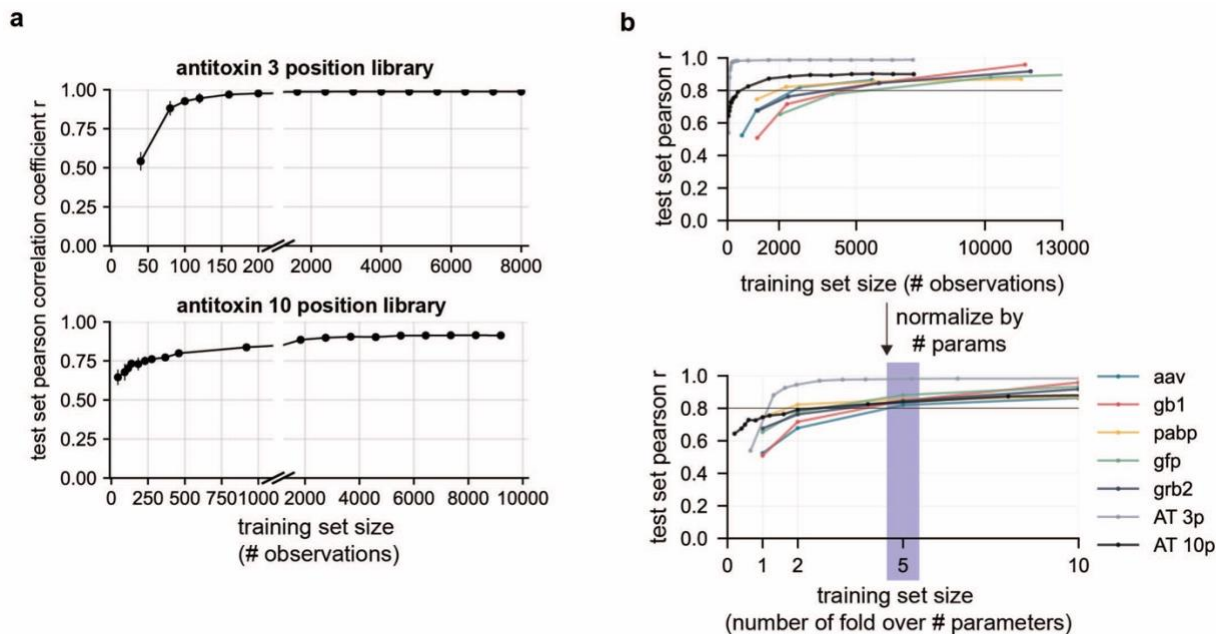 a
antitoxin 3 position library
test set pearson correlation coefficient r
1.00
0.75
0.50
0.25
0.00
0 50 100 150 200 2000 4000 6000 8000
antitoxin 10 position library
1.00
0.75
0.50
0.25
0.00
0 250 500 750 1000 2000 4000 6000 8000 10000
training set size
(# observations)
b
test set pearson r
1.0
0.8
0.6
0.4
0.2
0.0
0 2000 5000 10000 13000
training set size (# observations)
normalize by
# params
test set pearson r
1.0
0.8
0.6
0.4
0.2
0.0
0 1 2 5 10
training set size
(number of fold over # parameters)
aav
gb1
pabp
gfp
grb2
AT 3p
AT 10p